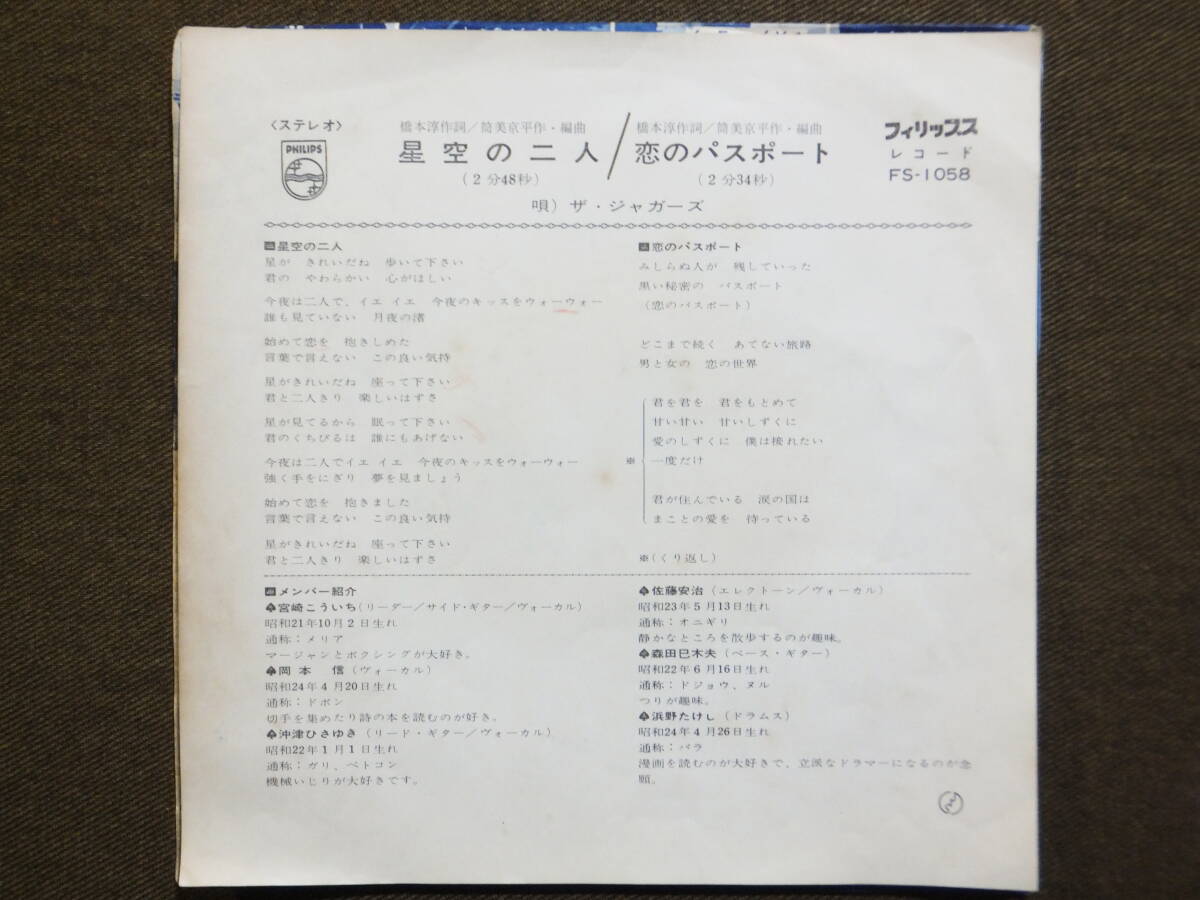 〈ステレオ〉
PHILIPS
橋本淳作詞／筒美京平作・編曲
星空の二人
(2分48秒)
／
橋本淳作詞／筒美京平作・編曲
恋のパスポート
(2分34秒)
フィリップス
レコード
FS-1058
唄）ザ・ジャガーズ
星空の二人
星が きれいだね 歩いて下さい
君の やわらかい 心がほしい
今夜は二人で、イエ イエ 今夜のキッスをウォーウォー
誰も見ていない 月夜の渚
始めて恋を 抱きしめた
言葉で言えない この良い気持
星がきれいだね 座って下さい
君と二人きり 楽しいはずさ
星が見てるから 眠って下さい
君のくちびるは 誰にもあげない
今夜は二人でイエ イエ 今夜のキッスをウォーウォー
強く手をにぎり 夢を見ましょう
始めて恋を 抱きました
言葉で言えない この良い気持
星がきれいだね 座って下さい
君と二人きり 楽しいはずさ
恋のパスポート
みしらぬ人が 残していった
黒い秘密の パスポート
（恋のパスポート）
どこまで続く あてない旅路
男と女の 恋の世界
君を君を 君をもとめて
甘い甘い 甘いしずくに
愛のしずくに 僕は接れたい
※ 一度だけ
君が住んでいる 涙の国は
まことの愛を 待っている
※(くり返し)
メンバー紹介
宮崎こういち(リーダー／サイド・ギター／ヴォーカル)
昭和21年10月2日生れ
通称：メリア
マージャンとボクシングが大好き。
岡本 信（ヴォーカル）
昭和24年4月20日生れ
通称：ドボン
切手を集めたり詩の本を読むのが好き。
沖津ひさゆき（リード・ギター／ヴォーカル）
昭和22年1月1日生れ
通称：ガリ、ベトコン
機械いじりが大好きです。
佐藤安治（エレクトーン／ヴォーカル）
昭和23年5月13日生れ
通称：オニギリ
静かなところを散歩するのが趣味。
森田巳木夫（ベース・ギター）
昭和22年6月16日生れ
通称：ドジョウ、ヌル
つりが趣味。
浜野たけし（ドラムス）
昭和24年4月26日生れ
通称：バラ
漫画を読むのが大好きで、立派なドラマーになるのが念
願。